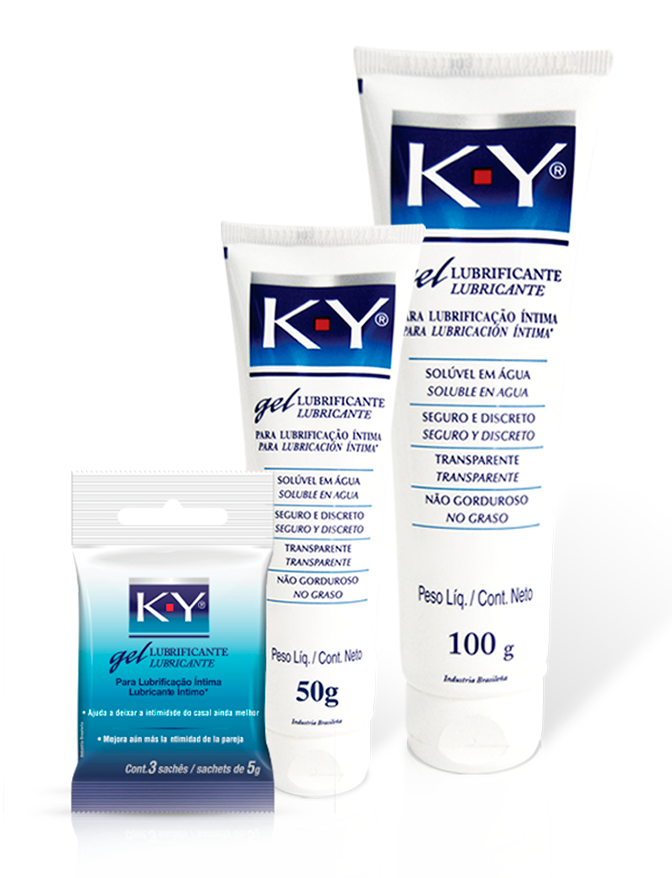 K-Y®
gel LUBRIFICANTE
LUBRICANTE
PARA LUBRIFICAÇÃO ÍNTIMA
PARA LUBRICACIÓN ÍNTIMA*
SOLÚVEL EM ÁGUA
SOLUBLE EN AGUA
SEGURO E DISCRETO
SEGURO Y DISCRETO
TRANSPARENTE
TRANSPARENTE
NÃO GORDUROSO
NO GRASO
Peso Líq. / Cont. Neto
100 g
Industria Brasileña
K-Y®
gel LUBRIFICANTE
LUBRICANTE
PARA LUBRIFICAÇÃO ÍNTIMA
PARA LUBRICACIÓN ÍNTIMA*
SOLÚVEL EM ÁGUA
SOLUBLE EN AGUA
SEGURO E DISCRETO
SEGURO Y DISCRETO
TRANSPARENTE
TRANSPARENTE
NÃO GORDUROSO
NO GRASO
Peso Líq. / Cont. Neto
50g
Industria Brasileña
K-Y®
gel LUBRIFICANTE
LUBRICANTE
Para Lubrificação Íntima
Lubricante Íntimo*
• Ajuda a deixar a intimidade do casal ainda melhor
• Mejora aún más la intimidad de la pareja
Cont. 3 sachês / sachets de 5g